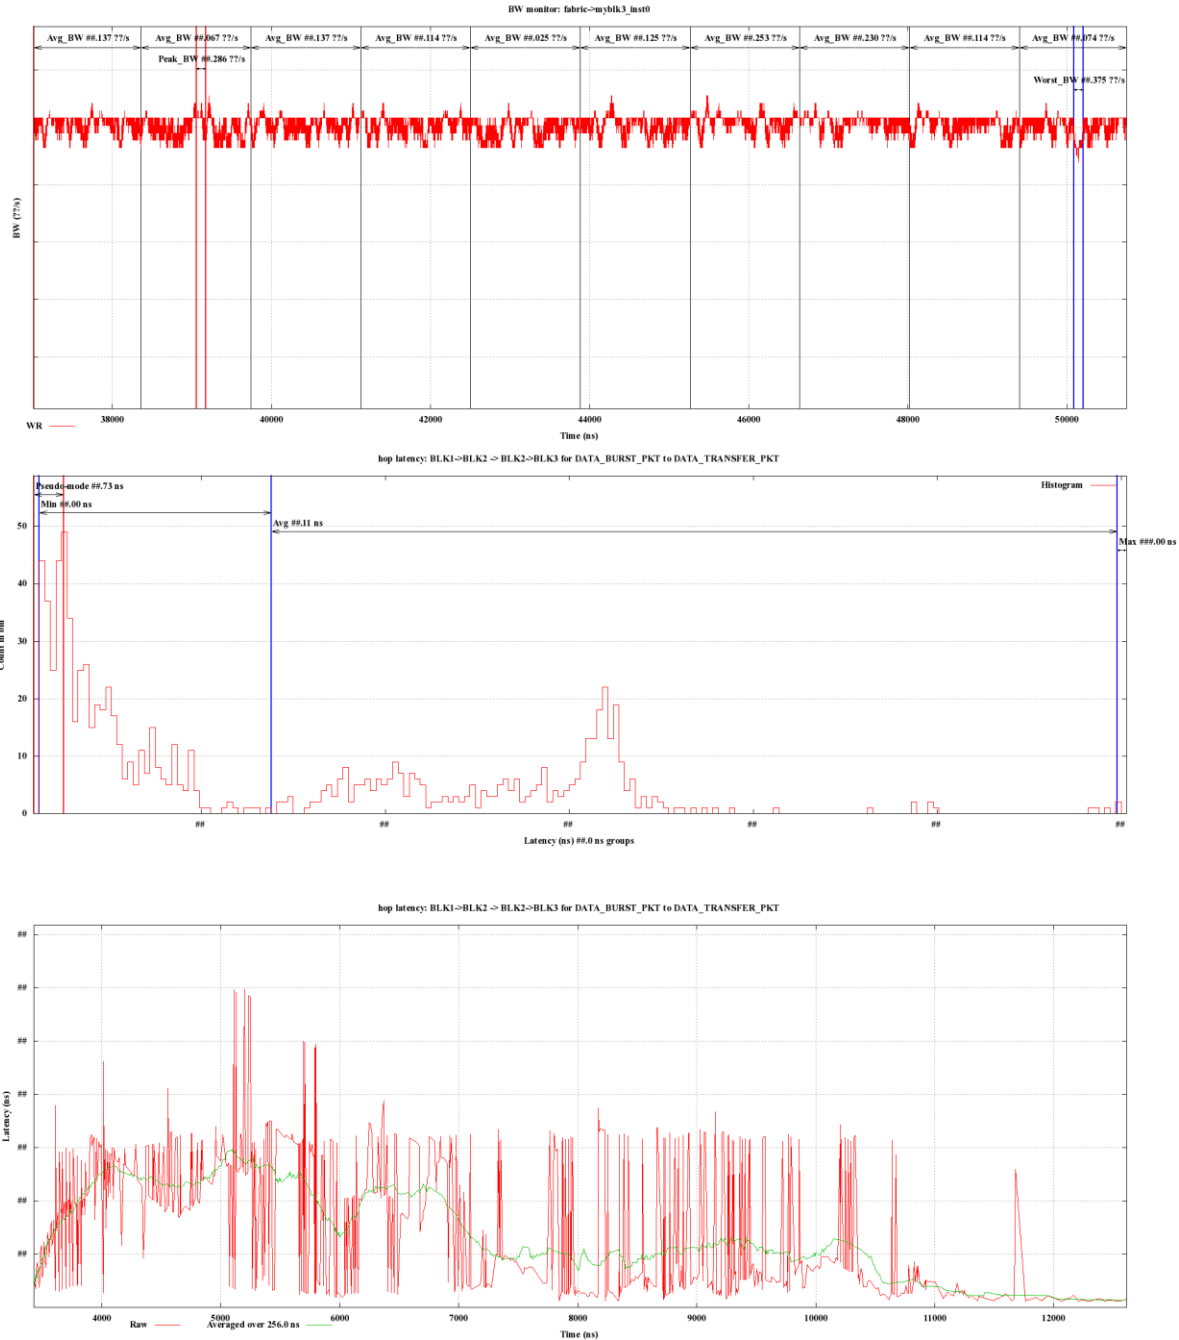 BW monitor: fabric->myblk3_inst0
Avg_BW ##.137 ??/s Avg_BW ##.067 ??/s Avg_BW ##.137 ??/s Avg_BW ##.114 ??/s Avg_BW ##.025 ??/s Avg_BW ##.125 ??/s Avg_BW ##.253 ??/s Avg_BW ##.230 ??/s Avg_BW ##.114 ??/s Avg_BW ##.074 ??/s
Peak_BW ##.286 ??/s
Worst_BW ##.375 ??/s
BW (??/s)
38000 40000 42000 44000 46000 48000 50000
WR
Time (ns)
hop latency: BLK1->BLK2 -> BLK2->BLK3 for DATA_BURST_PKT to DATA_TRANSFER_PKT
Pseudo-mode ##.73 ns
Histogram
Min ##.00 ns
Avg ##.11 ns
Max ###.00 ns
50
40
30
20
10
0
Count in bin
## ## ## ## ## ##
Latency (ns) ##.0 ns groups
hop latency: BLK1->BLK2 -> BLK2->BLK3 for DATA_BURST_PKT to DATA_TRANSFER_PKT
##
##
##
##
##
##
##
Latency (ns)
4000 5000 6000 7000 8000 9000 10000 11000 12000
Raw Averaged over 256.0 ns
Time (ns)